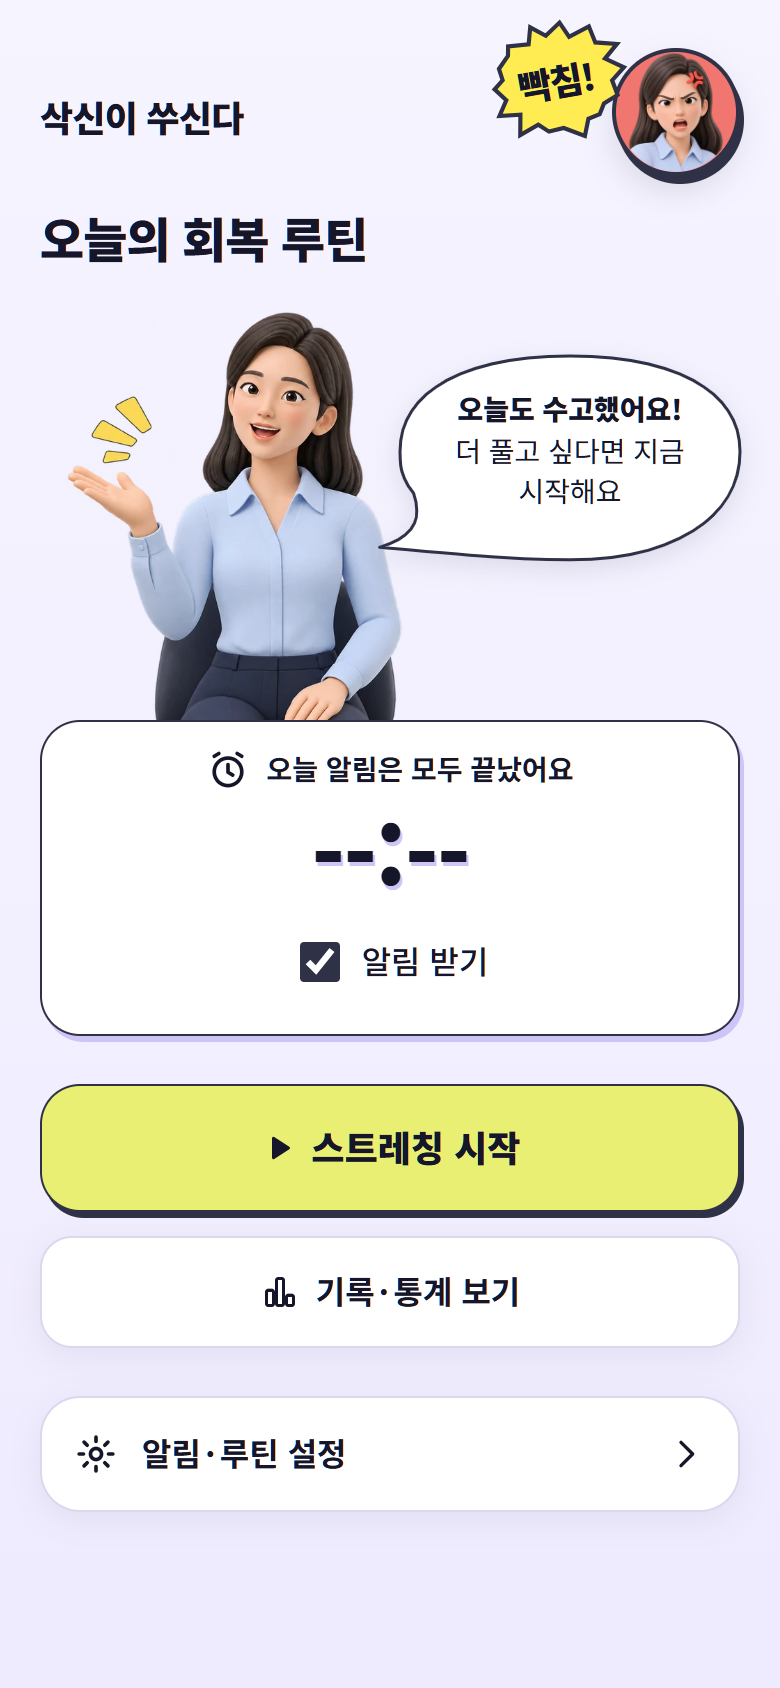 빡침!
삭신이 쑤신다
오늘의 회복 루틴
오늘도 수고했어요!
더 풀고 싶다면 지금
시작해요
오늘 알림은 모두 끝났어요
--:--
알림 받기
스트레칭 시작
기록·통계 보기
알림·루틴 설정